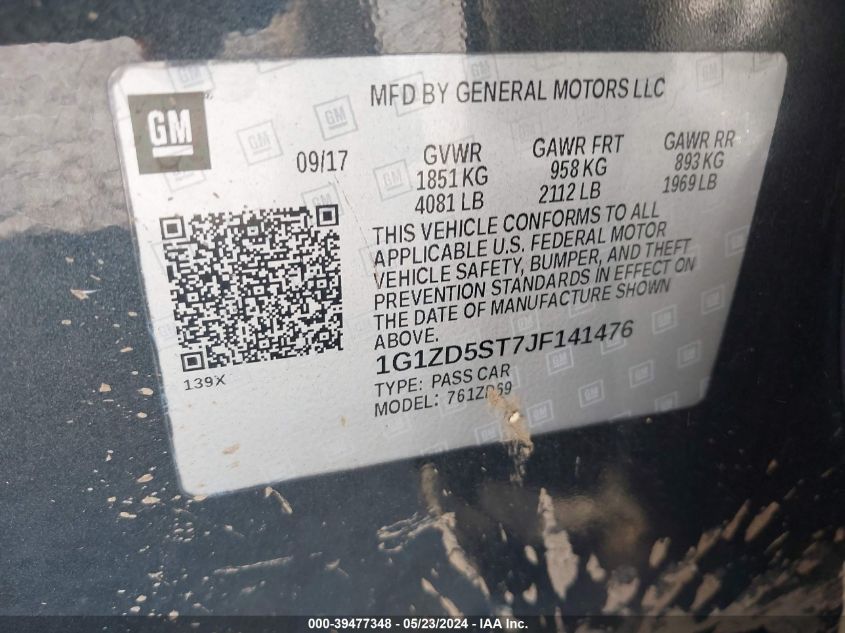 GM
MFD BY GENERAL MOTORS LLC
09/17
GVWR
1851 KG
4081 LB
GAWR FRT
958 KG
2112 LB
GAWR RR
893 KG
1969 LB
THIS VEHICLE CONFORMS TO ALL
APPLICABLE U.S. FEDERAL MOTOR
VEHICLE SAFETY, BUMPER, AND THEFT
PREVENTION STANDARDS IN EFFECT ON
THE DATE OF MANUFACTURE SHOWN
ABOVE.
1G1ZD5ST7JF141476
TYPE: PASS CAR
MODEL: 761ZD69
139X
000-39477348 - 05/23/2024 - IAA Inc.